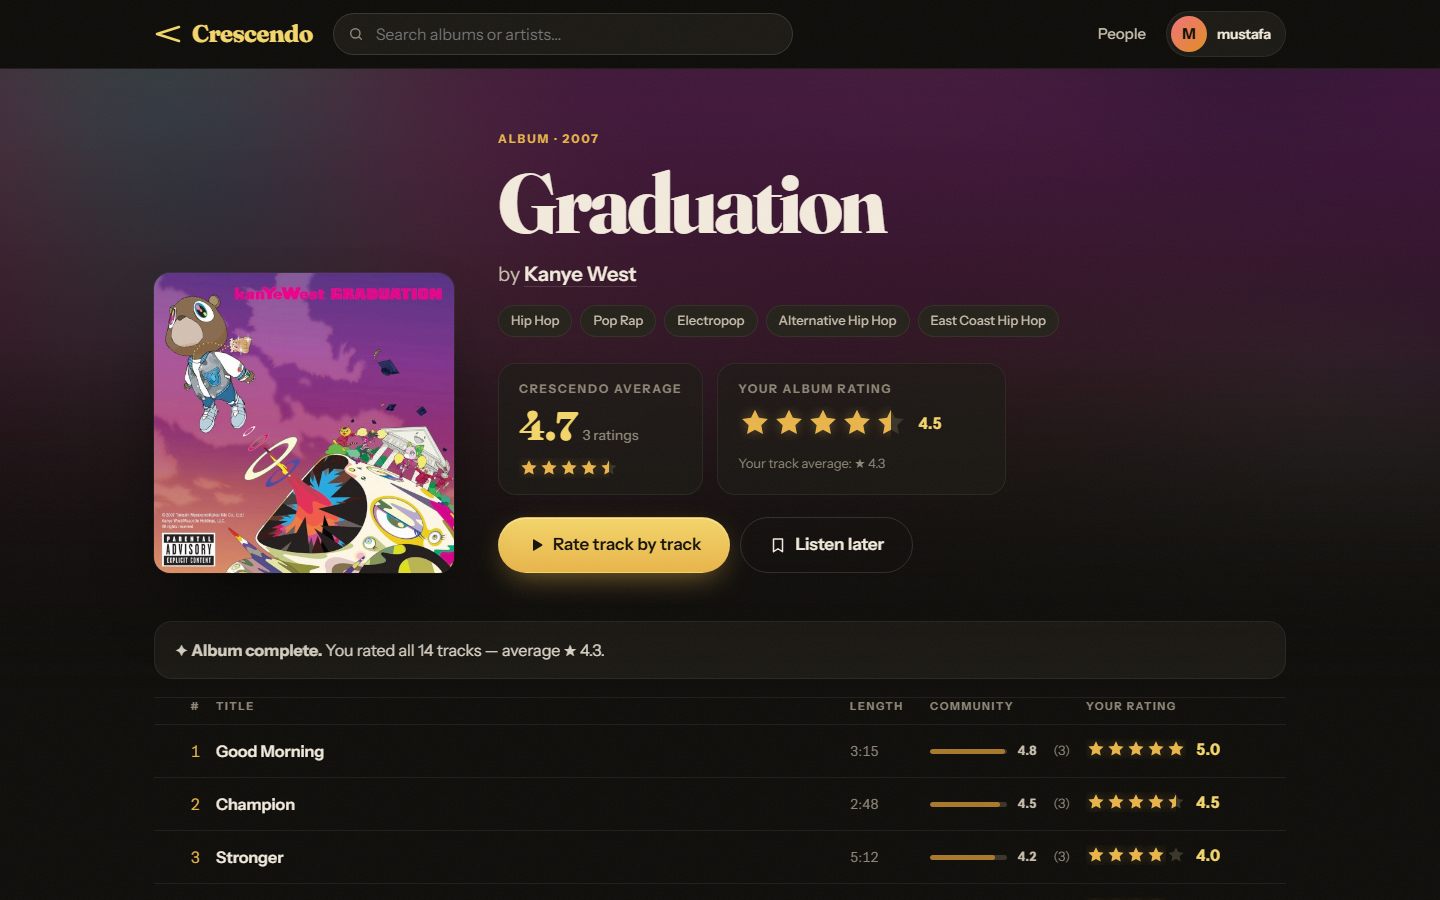 Crescendo
Search albums or artists...
People
M
mustafa
ALBUM · 2007
Graduation
by Kanye West
kanYeWest GRADUATION
PARENTAL
ADVISORY
EXPLICIT CONTENT
Hip Hop
Pop Rap
Electropop
Alternative Hip Hop
East Coast Hip Hop
CRESCENDO AVERAGE
4.7 3 ratings
YOUR ALBUM RATING
4.5
Your track average: ★ 4.3
Rate track by track
Listen later
✦ Album complete. You rated all 14 tracks — average ★ 4.3.
# TITLE LENGTH COMMUNITY YOUR RATING
1 Good Morning 3:15 4.8 (3) 5.0
2 Champion 2:48 4.5 (3) 4.5
3 Stronger 5:12 4.2 (3) 4.0